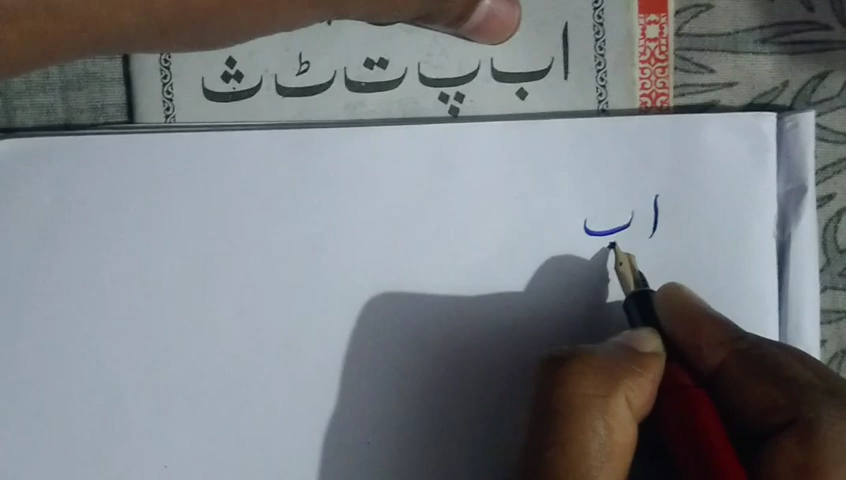 ا ب پ ت ٹ ث
ا ب